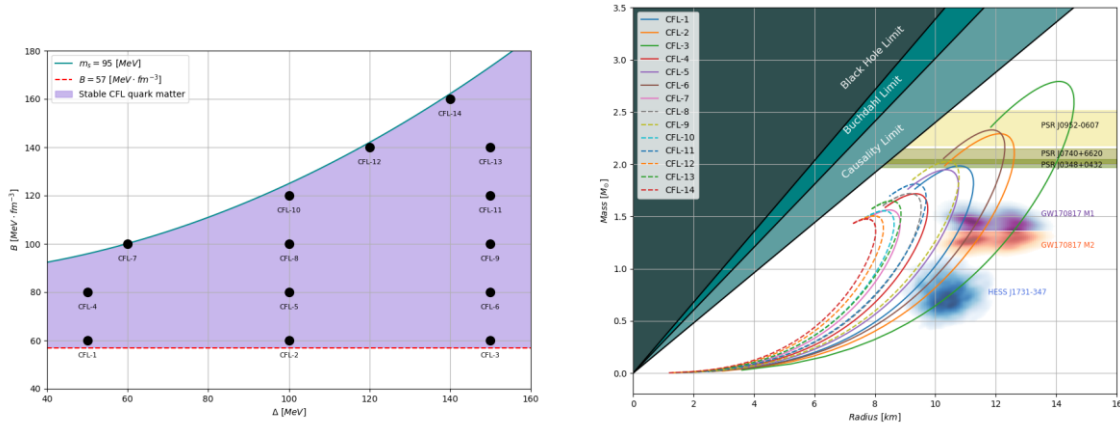 180
160
140
120
100
80
60
40
B [MeV · fm⁻³]
m_s = 95 [MeV]
B = 57 [MeV · fm⁻³]
Stable CFL quark matter
CFL-14
CFL-12
CFL-13
CFL-10
CFL-11
CFL-7
CFL-8
CFL-9
CFL-4
CFL-5
CFL-6
CFL-1
CFL-2
CFL-3
40 60 80 100 120 140 160
Δ [MeV]
3.5
3.0
2.5
2.0
1.5
1.0
0.5
0.0
Mass [M⊙]
CFL-1
CFL-2
CFL-3
CFL-4
CFL-5
CFL-6
CFL-7
CFL-8
CFL-9
CFL-10
CFL-11
CFL-12
CFL-13
CFL-14
Black Hole Limit
Buchdahl Limit
Causality Limit
PSR J0952-0607
PSR J0740+6620
PSR J0348+0432
GW170817 M1
GW170817 M2
HESS J1731-347
0 2 4 6 8 10 12 14 16
Radius [km]